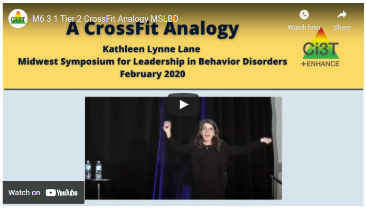 M6 3 1 Tier 2 CrossFit Analogy MSLBD
Watch later
Share
A CrossFit Analogy
Kathleen Lynne Lane
Midwest Symposium for Leadership in Behavior Disorders
February 2020
Ci3T
+ENHANCE
Watch on YouTube